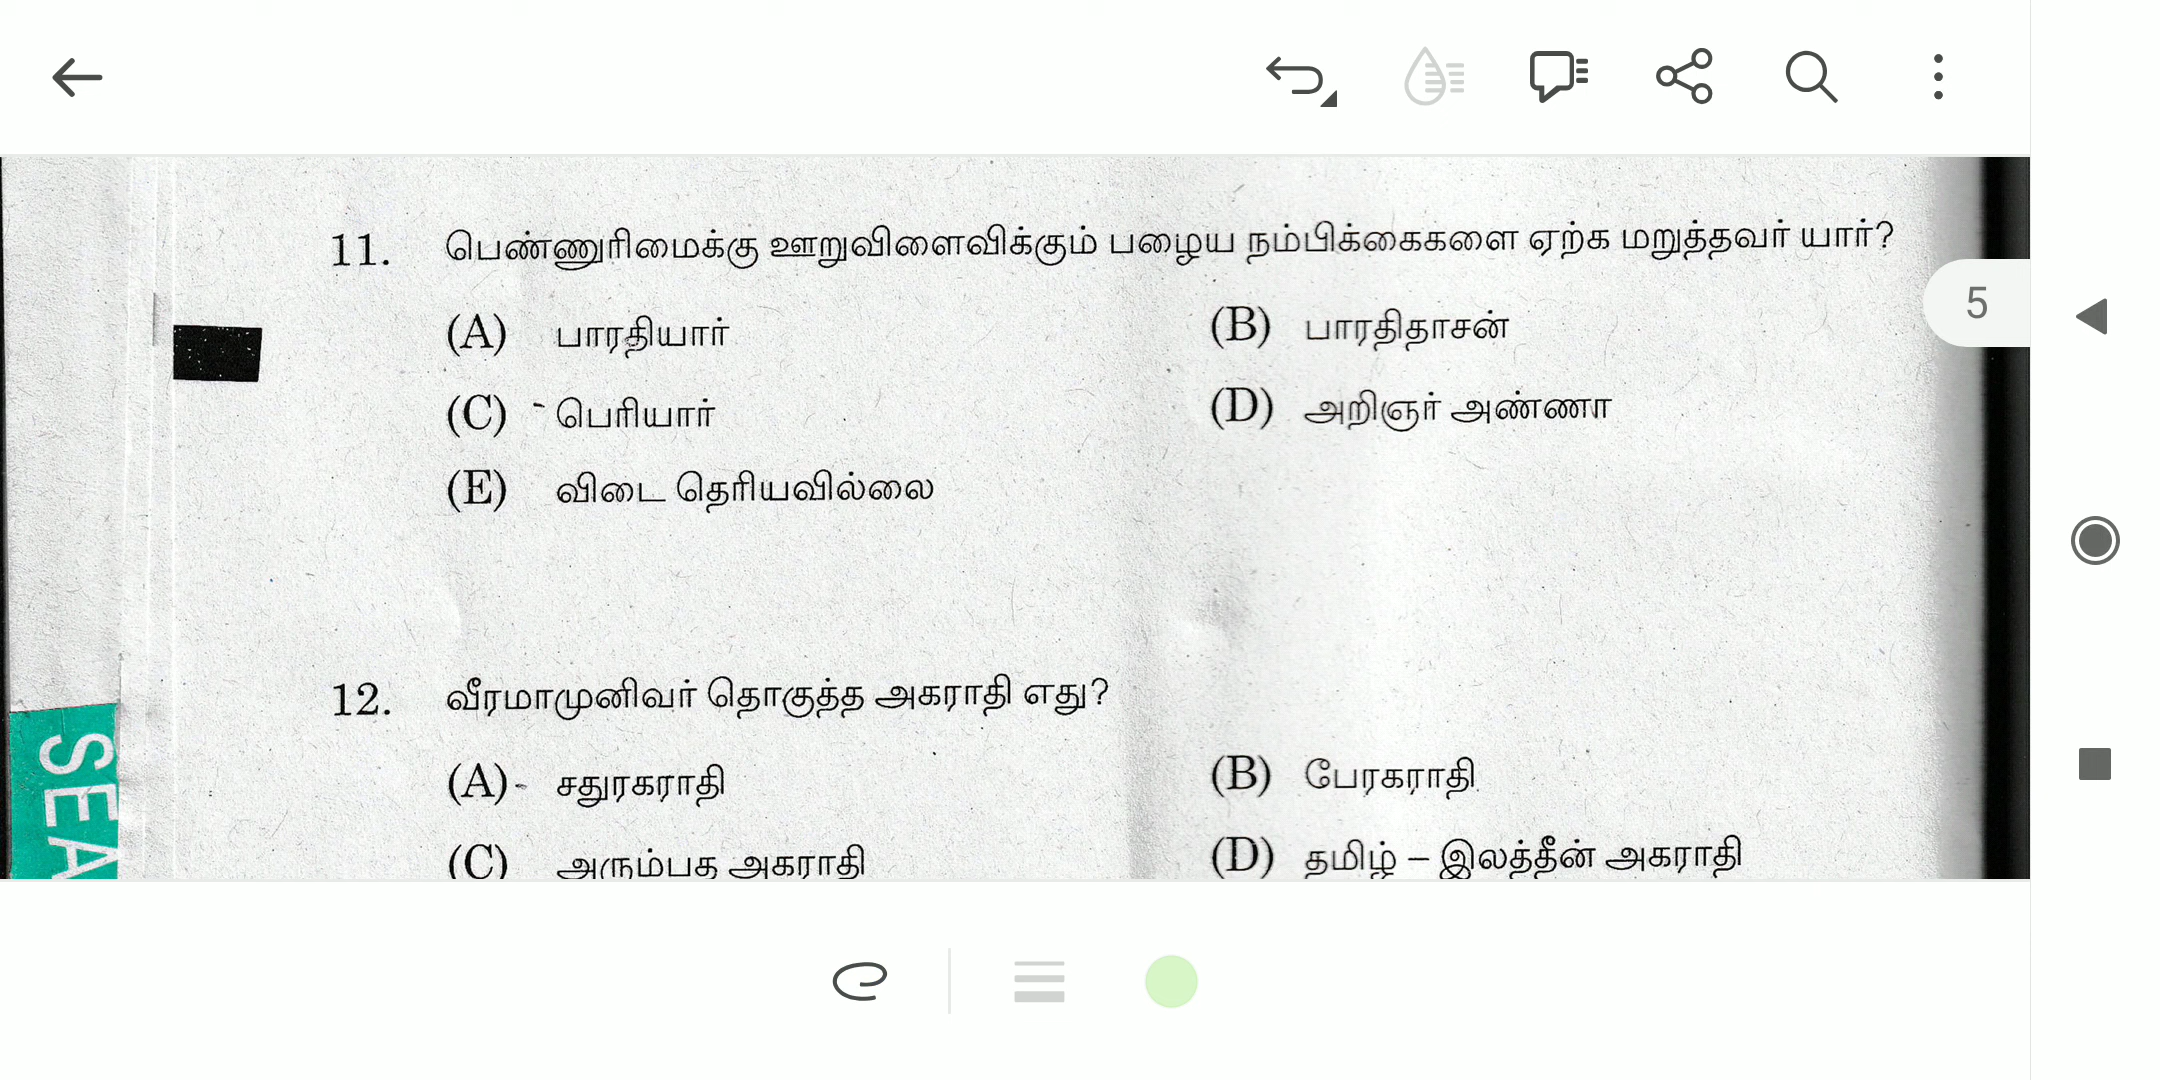 5
11. பெண்ணுரிமைக்கு ஊறுவிளைவிக்கும் பழைய நம்பிக்கைகளை ஏற்க மறுத்தவர் யார்?
(A) பாரதியார் (B) பாரதிதாசன்
(C) பெரியார் (D) அறிஞர் அண்ணா
(E) விடை தெரியவில்லை
12. வீரமாமுனிவர் தொகுத்த அகராதி எது?
(A) சதுரகராதி (B) பேரகராதி
(C) அரும்பத அகராதி (D) தமிழ் – இலத்தீன் அகராதி
SEA